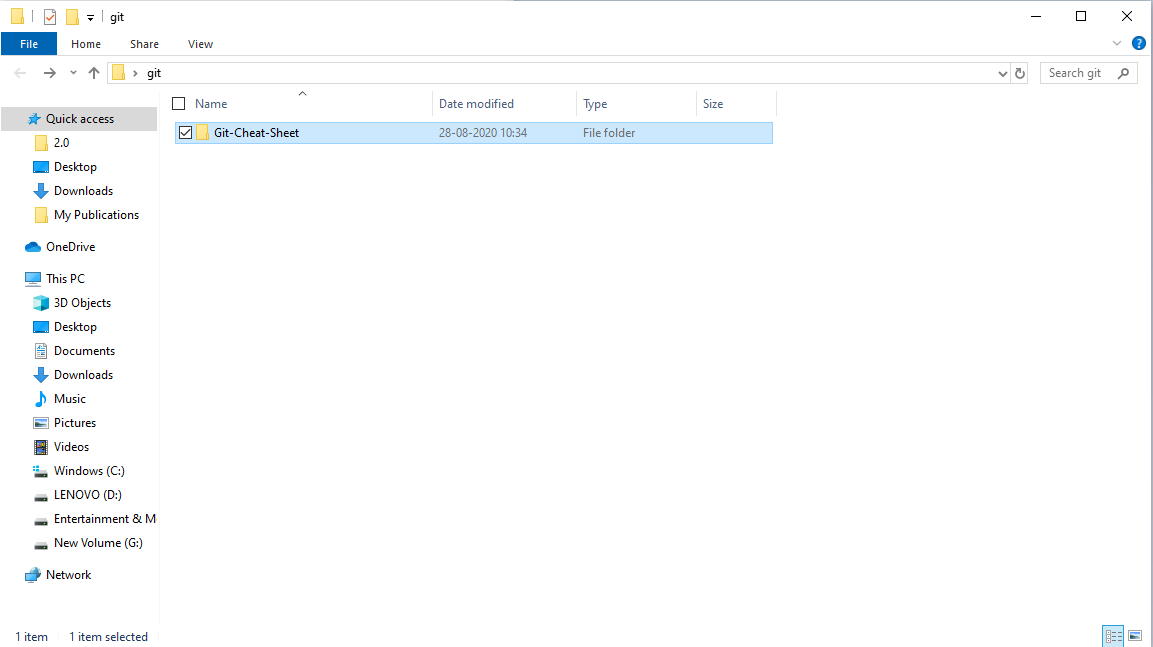 git
File Home Share View
git Search git
Name Date modified Type Size
Git-Cheat-Sheet 28-08-2020 10:34 File folder
Quick access
2.0
Desktop
Downloads
My Publications
OneDrive
This PC
3D Objects
Desktop
Documents
Downloads
Music
Pictures
Videos
Windows (C:)
LENOVO (D:)
Entertainment & M
New Volume (G:)
Network
1 item 1 item selected